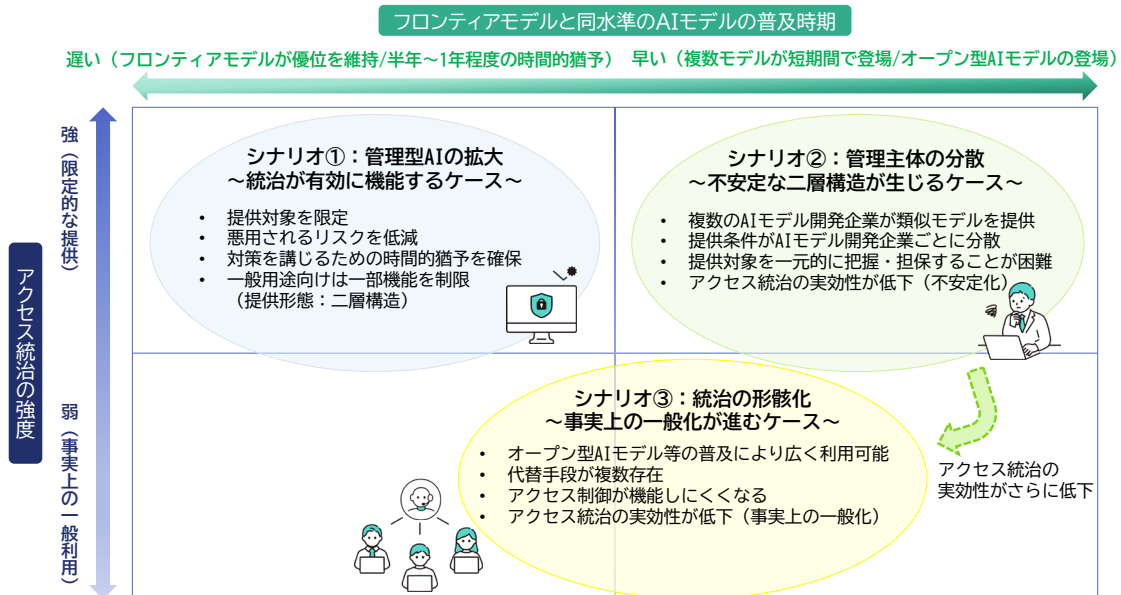 フロンティアモデルと同水準のAIモデルの普及時期
遅い（フロンティアモデルが優位を維持/半年～1年程度の時間的猶予）
早い（複数モデルが短期間で登場/オープン型AIモデルの登場）
アクセス統治の強度
強（限定的な提供）
弱（事実上の一般利用）
シナリオ①：管理型AIの拡大
～統治が有効に機能するケース～
• 提供対象を限定
• 悪用されるリスクを低減
• 対策を講じるための時間的猶予を確保
• 一般用途向けは一部機能を制限
（提供形態：二層構造）
シナリオ②：管理主体の分散
～不安定な二層構造が生じるケース～
• 複数のAIモデル開発企業が類似モデルを提供
• 提供条件がAIモデル開発企業ごとに分散
• 提供対象を一元的に把握・担保することが困難
• アクセス統治の実効性が低下（不安定化）
シナリオ③：統治の形骸化
～事実上の一般化が進むケース～
• オープン型AIモデル等の普及により広く利用可能
• 代替手段が複数存在
• アクセス制御が機能しにくくなる
• アクセス統治の実効性が低下（事実上の一般化）
アクセス統治の
実効性がさらに低下